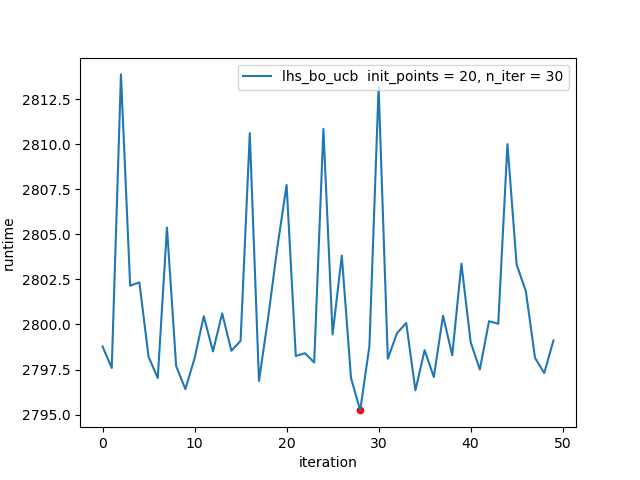 lhs_bo_ucb  init_points = 20, n_iter = 30
2812.5
2810.0
2807.5
2805.0
2802.5
2800.0
2797.5
2795.0
runtime
0 10 20 30 40 50
iteration